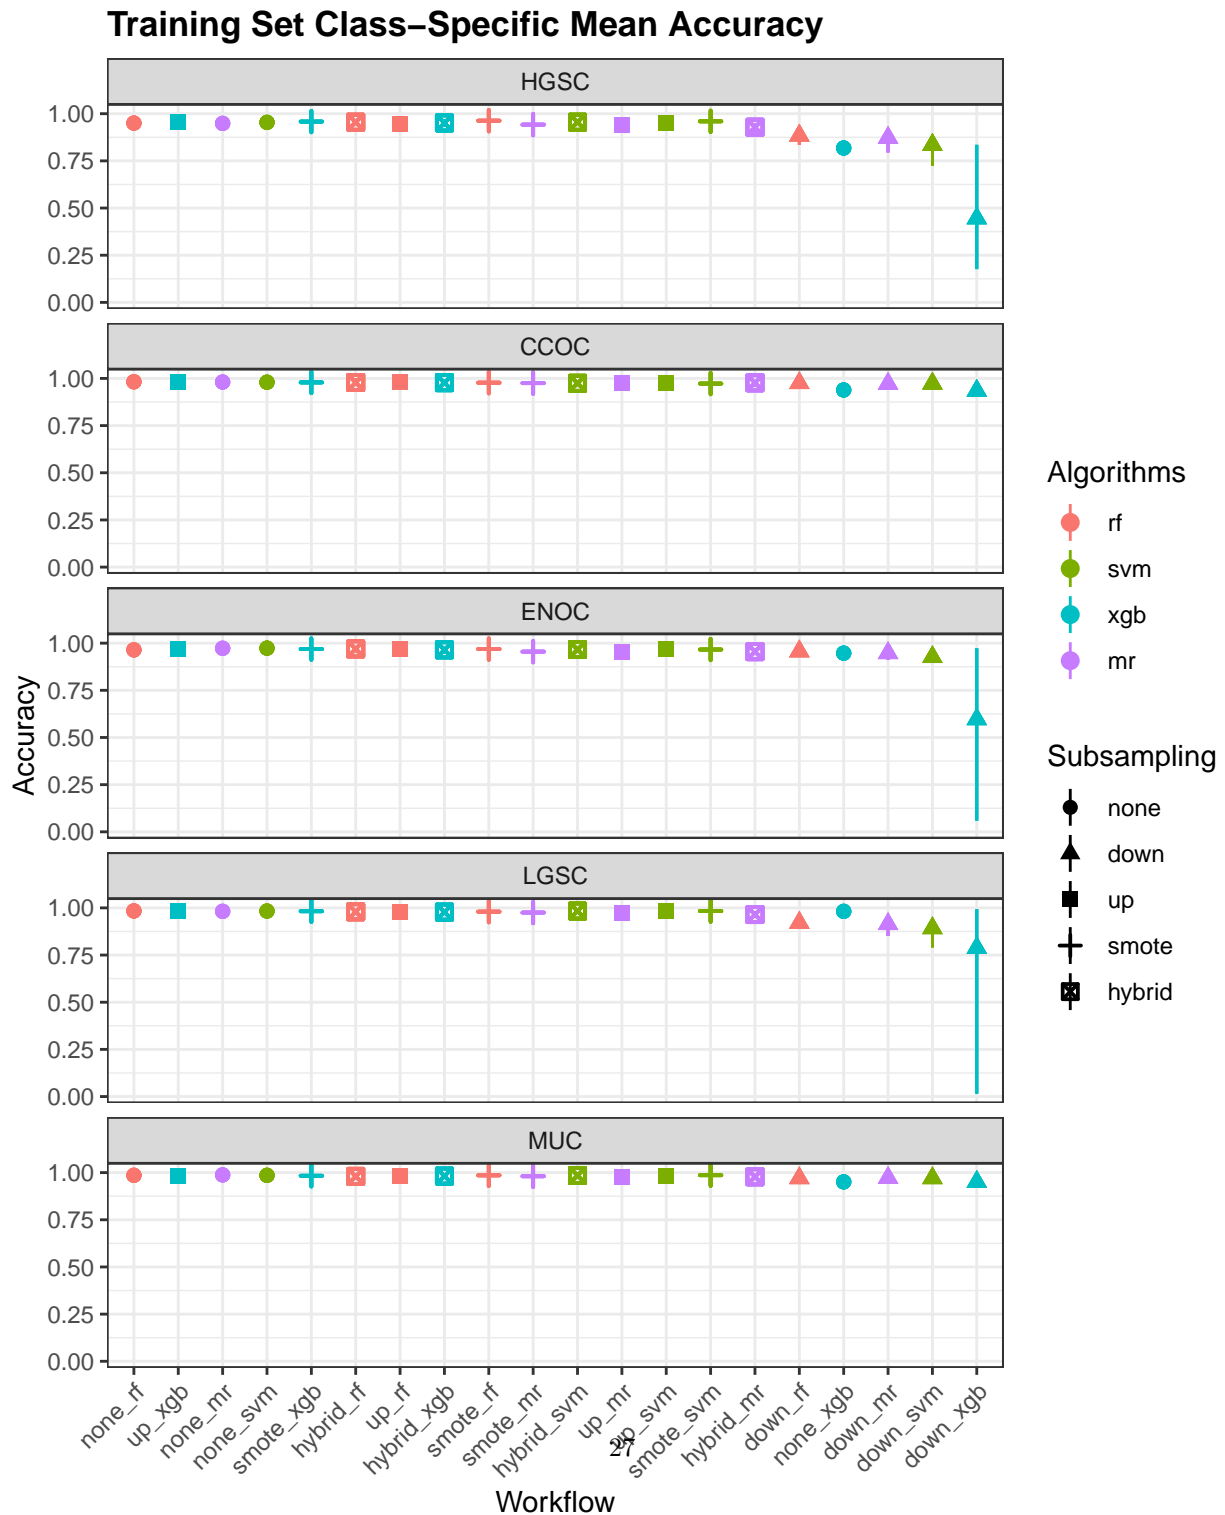 Training Set Class–Specific Mean Accuracy
HGSC
1.00
0.75
0.50
0.25
0.00
CCOC
1.00
0.75
0.50
0.25
0.00
ENOC
1.00
0.75
0.50
0.25
0.00
LGSC
1.00
0.75
0.50
0.25
0.00
MUC
1.00
0.75
0.50
0.25
0.00
Accuracy
none_rf
up_xgb
none_mr
none_svm
smote_xgb
hybrid_rf
up_rf
hybrid_xgb
smote_rf
smote_mr
hybrid_svm
up_mr
up_svm
smote_svm
hybrid_mr
down_rf
none_xgb
down_mr
down_svm
down_xgb
27
Workflow
Algorithms
rf
svm
xgb
mr
Subsampling
none
down
up
smote
hybrid